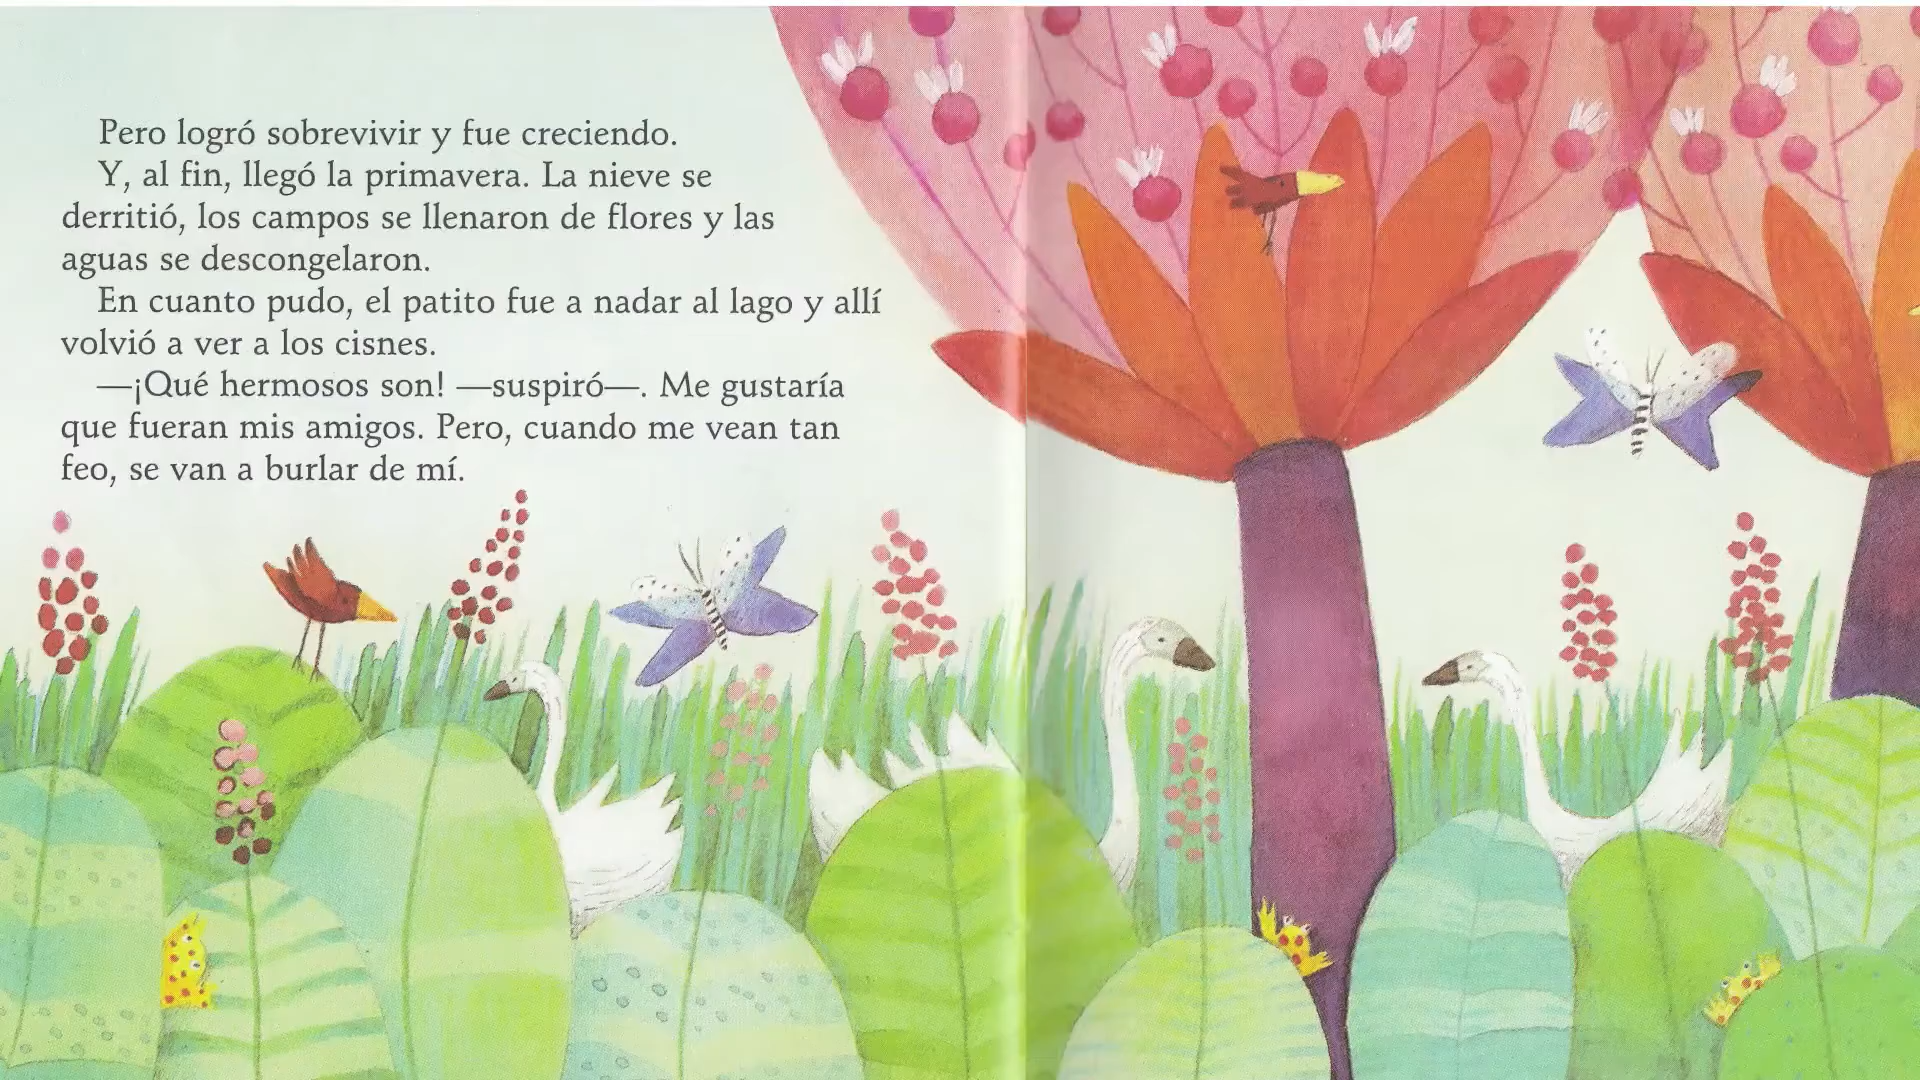 Pero logró sobrevivir y fue creciendo.
Y, al fin, llegó la primavera. La nieve se
derritió, los campos se llenaron de flores y las
aguas se descongelaron.
En cuanto pudo, el patito fue a nadar al lago y allí
volvió a ver a los cisnes.
—¡Qué hermosos son! —suspiró—. Me gustaría
que fueran mis amigos. Pero, cuando me vean tan
feo, se van a burlar de mí.